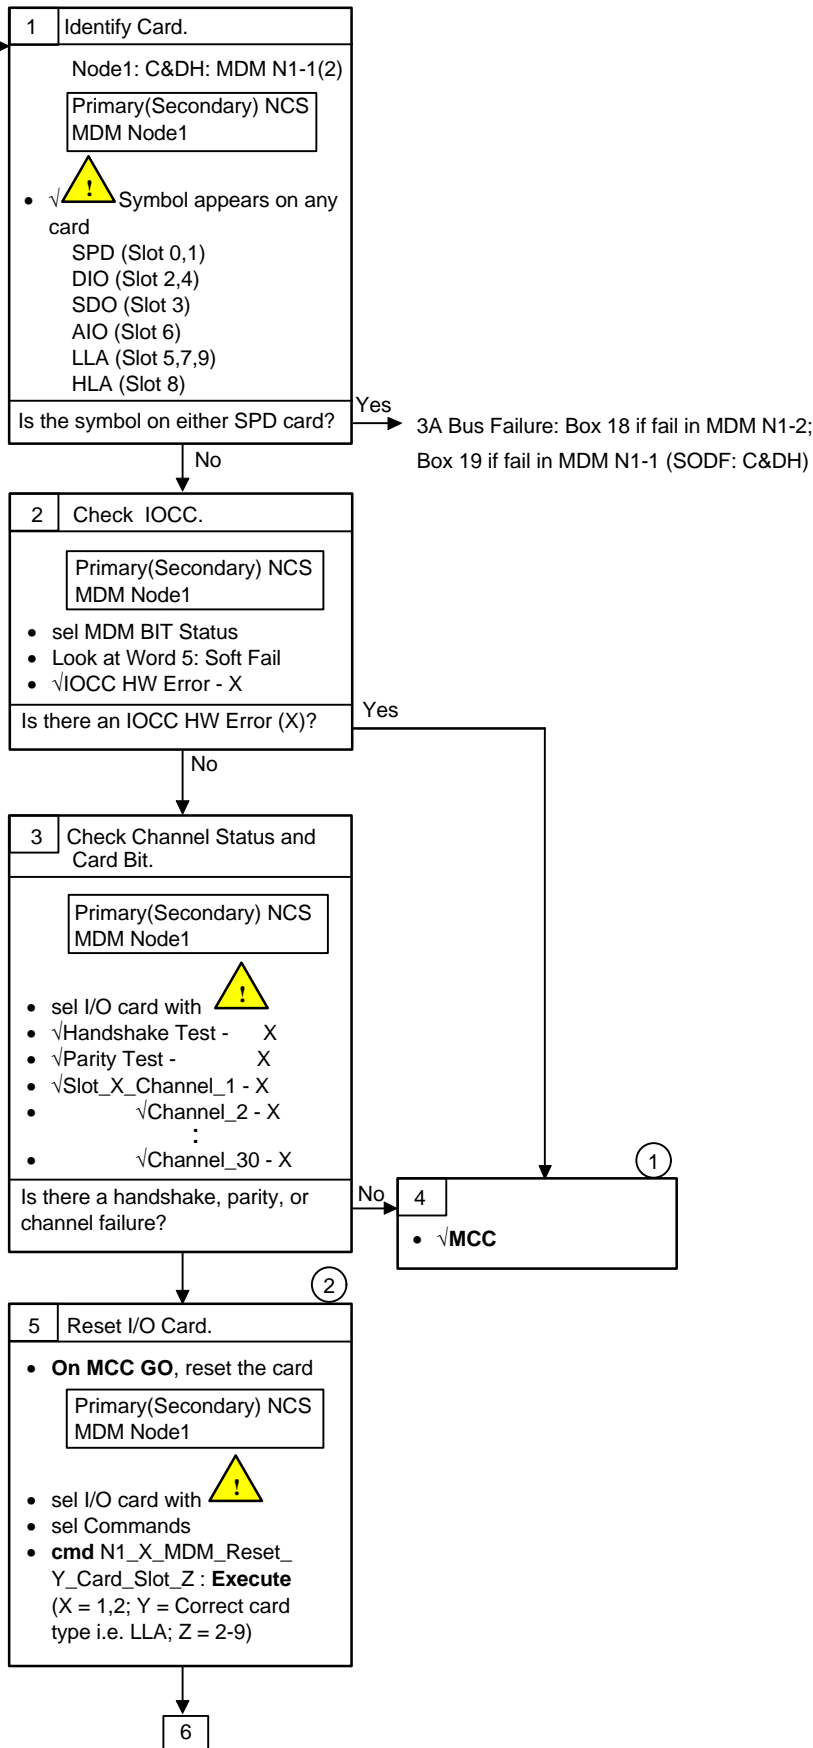 1 Identify Card.
Node1: C&DH: MDM N1-1(2)
Primary(Secondary) NCS
MDM Node1
• √ ! Symbol appears on any
card
SPD (Slot 0,1)
DIO (Slot 2,4)
SDO (Slot 3)
AIO (Slot 6)
LLA (Slot 5,7,9)
HLA (Slot 8)
Is the symbol on either SPD card?
Yes
3A Bus Failure: Box 18 if fail in MDM N1-2;
Box 19 if fail in MDM N1-1 (SODF: C&DH)
No
2 Check IOCC.
Primary(Secondary) NCS
MDM Node1
• sel MDM BIT Status
• Look at Word 5: Soft Fail
• √IOCC HW Error - X
Is there an IOCC HW Error (X)?
Yes
No
3 Check Channel Status and
Card Bit.
Primary(Secondary) NCS
MDM Node1
• sel I/O card with !
• √Handshake Test - X
• √Parity Test - X
• √Slot_X_Channel_1 - X
• √Channel_2 - X
:
• √Channel_30 - X
Is there a handshake, parity, or
channel failure?
No
1
4
• √MCC
2
5 Reset I/O Card.
• On MCC GO, reset the card
Primary(Secondary) NCS
MDM Node1
• sel I/O card with !
• sel Commands
• cmd N1_X_MDM_Reset_
Y_Card_Slot_Z : Execute
(X = 1,2; Y = Correct card
type i.e. LLA; Z = 2-9)
6